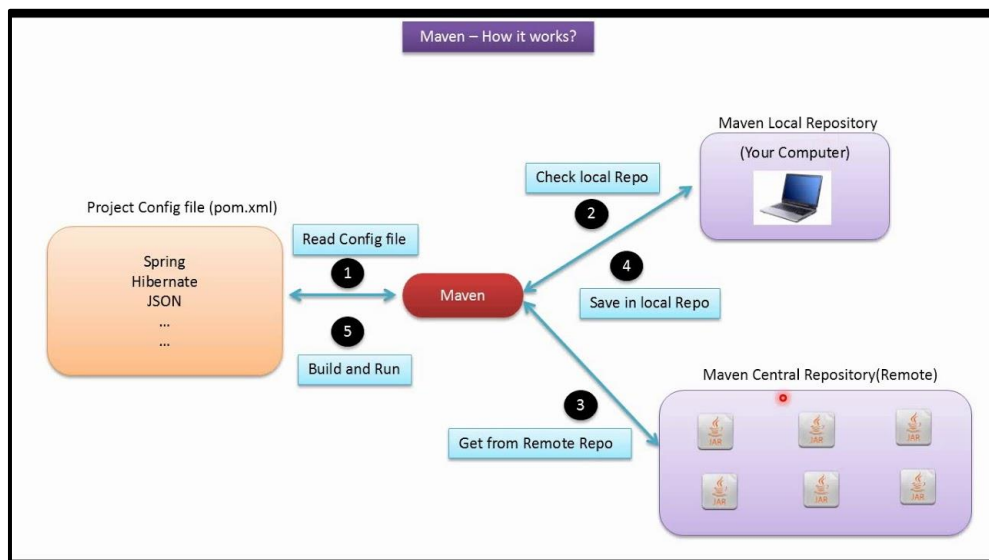 Maven – How it works?
Maven Local Repository
(Your Computer)
Check local Repo
2
Project Config file (pom.xml)
Read Config file
1
Spring
Hibernate
JSON
...
...
Maven
4
Save in local Repo
5
Build and Run
Maven Central Repository(Remote)
3
Get from Remote Repo
JAR
JAR
JAR
JAR
JAR
JAR